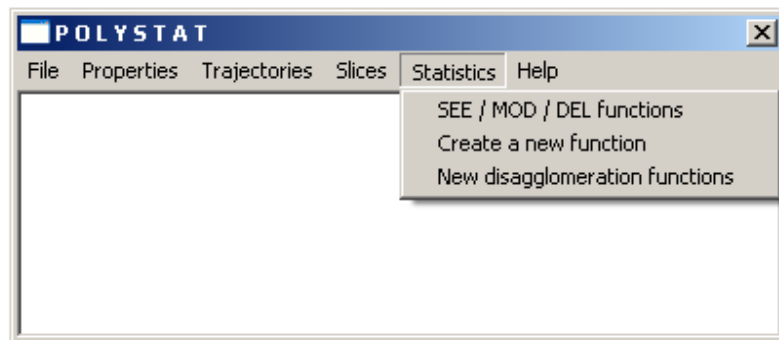 POLYSTAT
File Properties Trajectories Slices Statistics Help
SEE / MOD / DEL functions
Create a new function
New disagglomeration functions